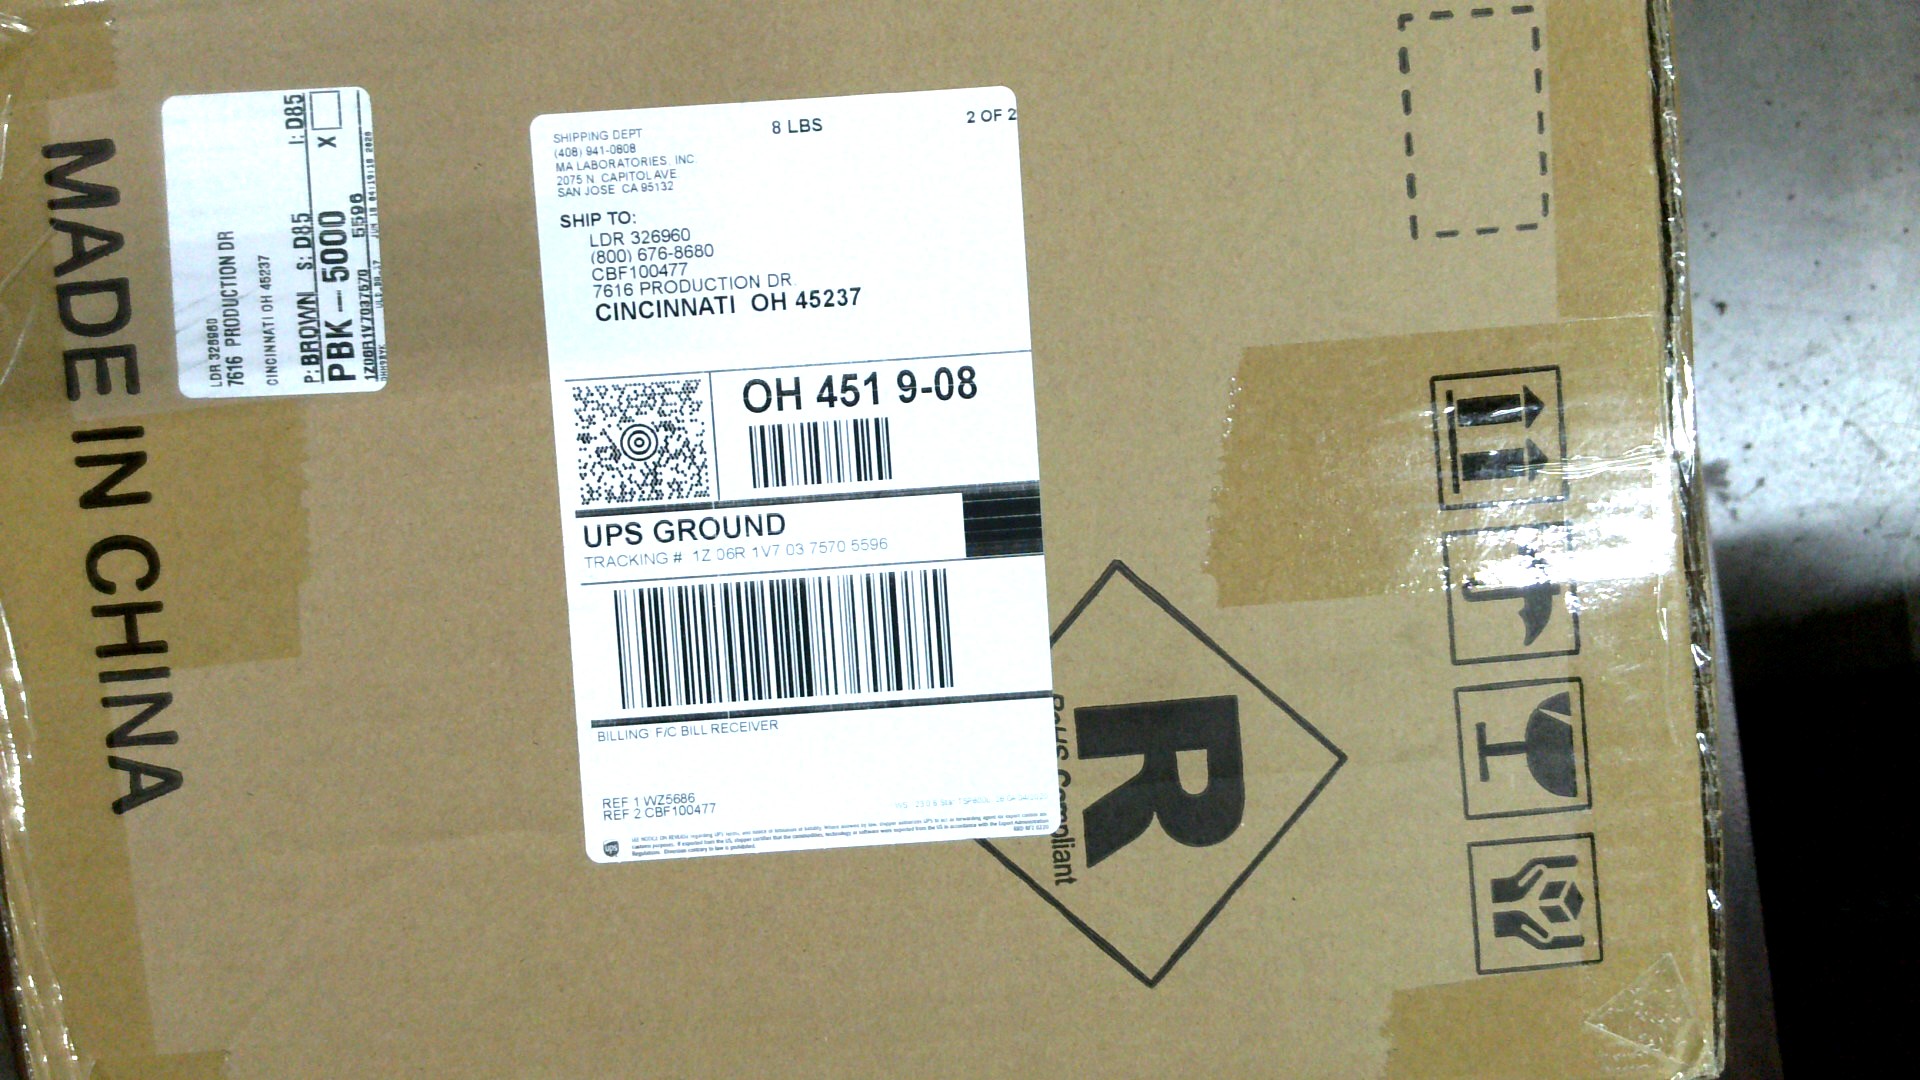 MADE IN CHINA
LDR 326960
7616 PRODUCTION DR
CINCINNATI OH 45237
P: BROWN S: D85 I: D85
PBK-5000 X
1Z06R1V7037570 5596
SHIPPING DEPT
(408) 941-0808
MA LABORATORIES, INC
2075 N. CAPITOL AVE
SAN JOSE CA 95132
8 LBS
2 OF 2
SHIP TO:
LDR 326960
(800) 676-8680
CBF100477
7616 PRODUCTION DR.
CINCINNATI OH 45237
OH 451 9-08
UPS GROUND
TRACKING # 1Z 06R 1V7 03 7570 5596
BILLING F/C BILL RECEIVER
REF 1 WZ5686
REF 2 CBF100477
ups
R
RoHS Compliant